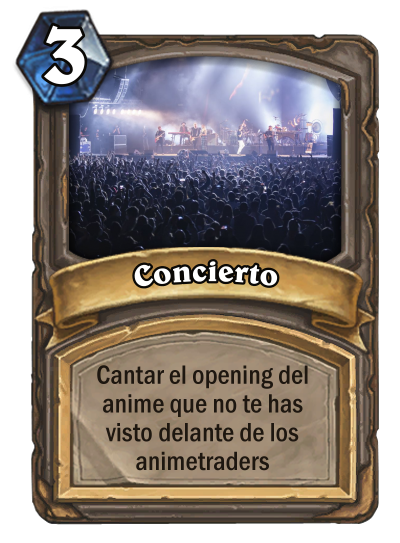 3
Concierto
Cantar el opening del
anime que no te has
visto delante de los
animetraders